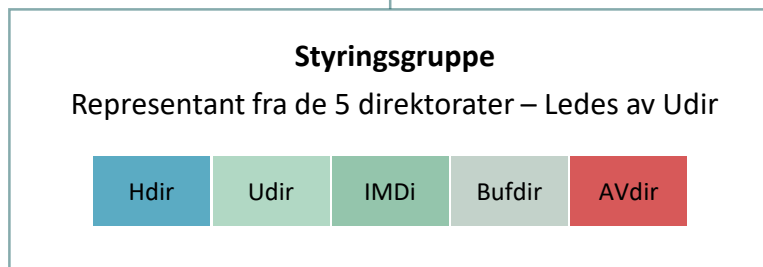 Styringsgruppe
Representant fra de 5 direktorater – Ledes av Udir
Hdir Udir IMDi Bufdir AVdir